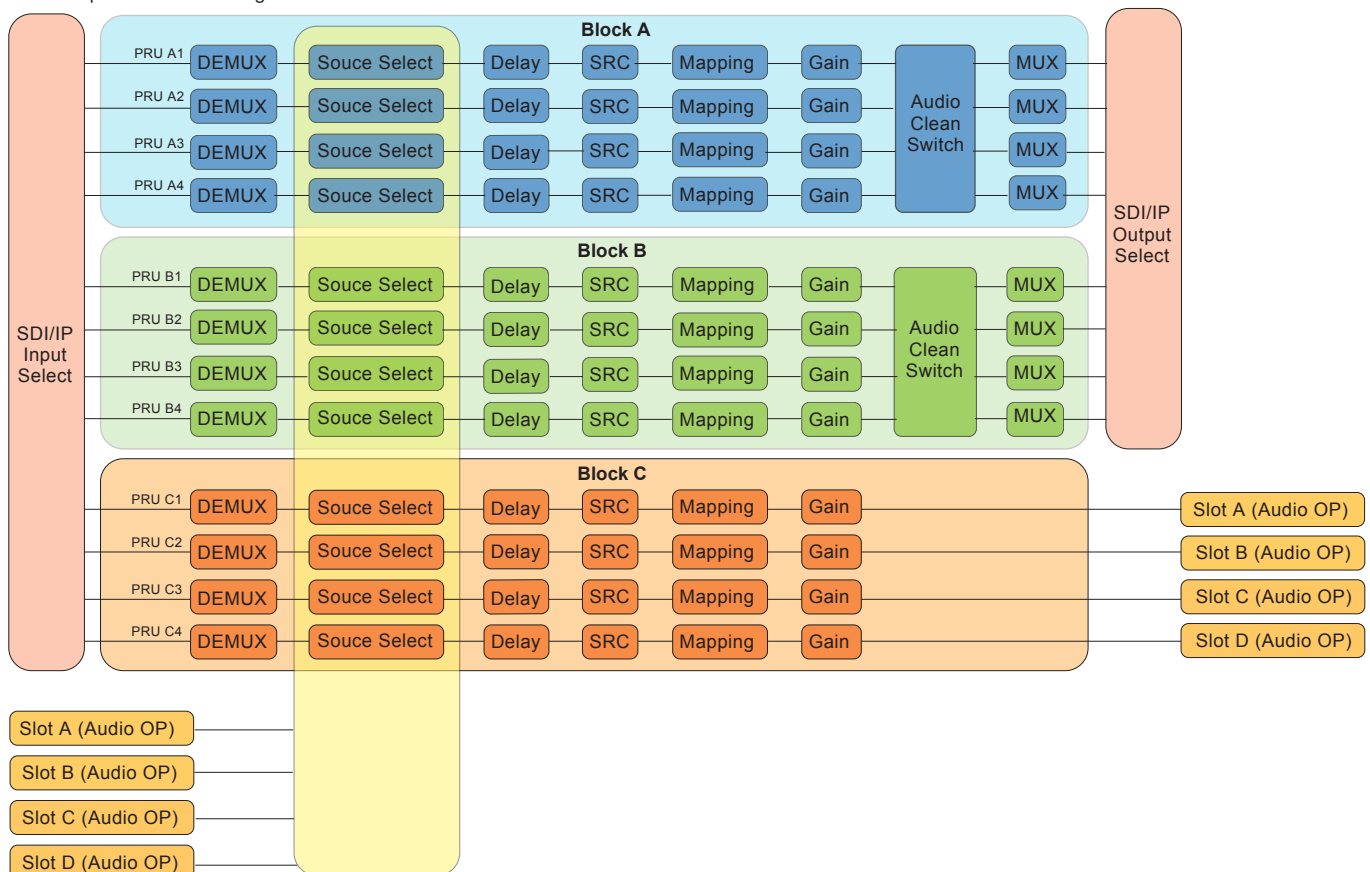 Block A
PRU A1
DEMUX
Souce Select
Delay
SRC
Mapping
Gain
MUX
PRU A2
DEMUX
Souce Select
Delay
SRC
Mapping
Gain
MUX
PRU A3
DEMUX
Souce Select
Delay
SRC
Mapping
Gain
MUX
PRU A4
DEMUX
Souce Select
Delay
SRC
Mapping
Gain
MUX
Audio
Clean
Switch
SDI/IP
Output
Select
Block B
PRU B1
DEMUX
Souce Select
Delay
SRC
Mapping
Gain
MUX
PRU B2
DEMUX
Souce Select
Delay
SRC
Mapping
Gain
MUX
PRU B3
DEMUX
Souce Select
Delay
SRC
Mapping
Gain
MUX
PRU B4
DEMUX
Souce Select
Delay
SRC
Mapping
Gain
MUX
Audio
Clean
Switch
SDI/IP
Input
Select
Block C
PRU C1
DEMUX
Souce Select
Delay
SRC
Mapping
Gain
Slot A (Audio OP)
PRU C2
DEMUX
Souce Select
Delay
SRC
Mapping
Gain
Slot B (Audio OP)
PRU C3
DEMUX
Souce Select
Delay
SRC
Mapping
Gain
Slot C (Audio OP)
PRU C4
DEMUX
Souce Select
Delay
SRC
Mapping
Gain
Slot D (Audio OP)
Slot A (Audio OP)
Slot B (Audio OP)
Slot C (Audio OP)
Slot D (Audio OP)